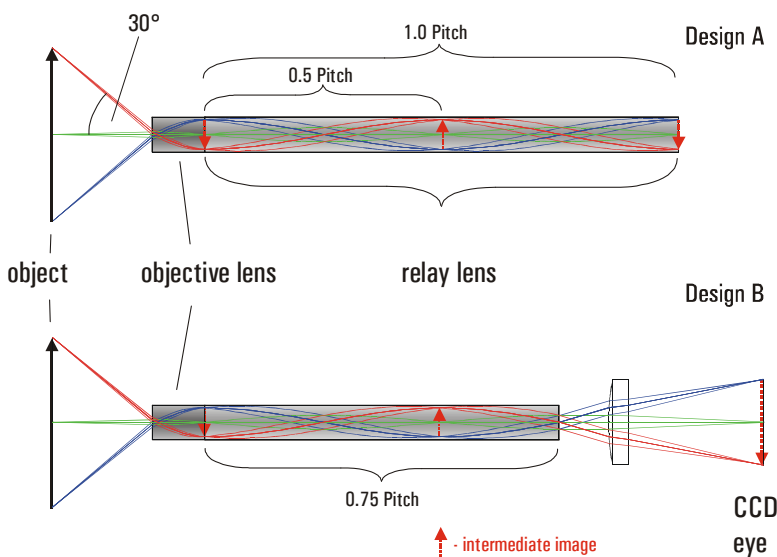 30°
1.0 Pitch
Design A
0.5 Pitch
object
objective lens
relay lens
Design B
0.75 Pitch
CCD
eye
- intermediate image